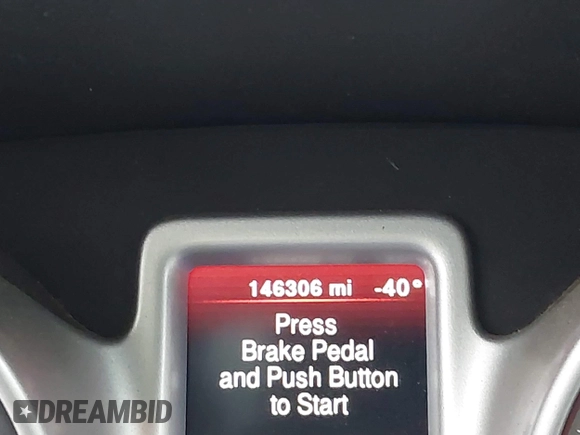 146306 mi -40°
Press
Brake Pedal
and Push Button
to Start
DREAMBID